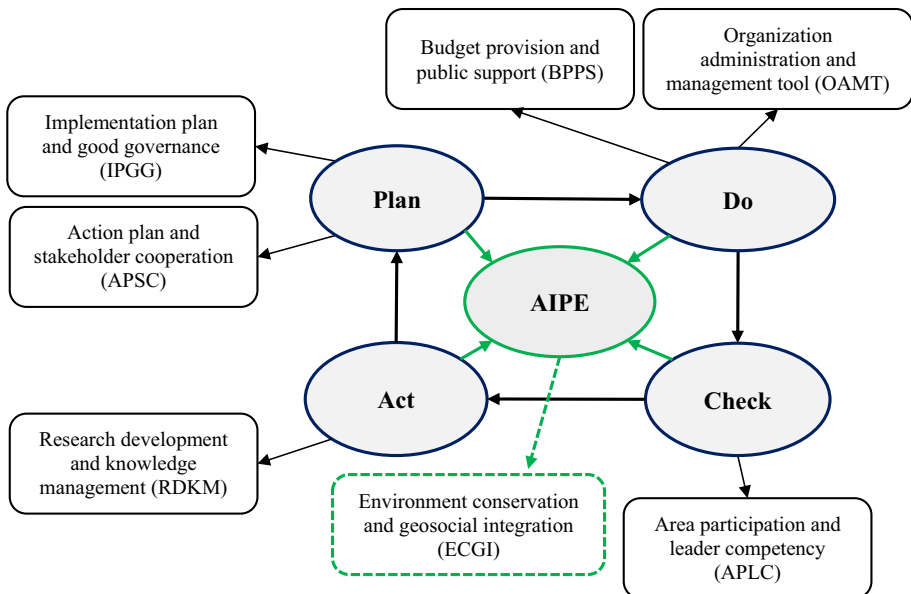 Budget provision and
public support (BPPS)
Organization
administration and
management tool (OAMT)
Implementation plan
and good governance
(IPGG)
Plan
Do
Action plan and
stakeholder cooperation
(APSC)
AIPE
Act
Check
Research development
and knowledge
management (RDKM)
Environment conservation
and geosocial integration
(ECGI)
Area participation and
leader competency
(APLC)